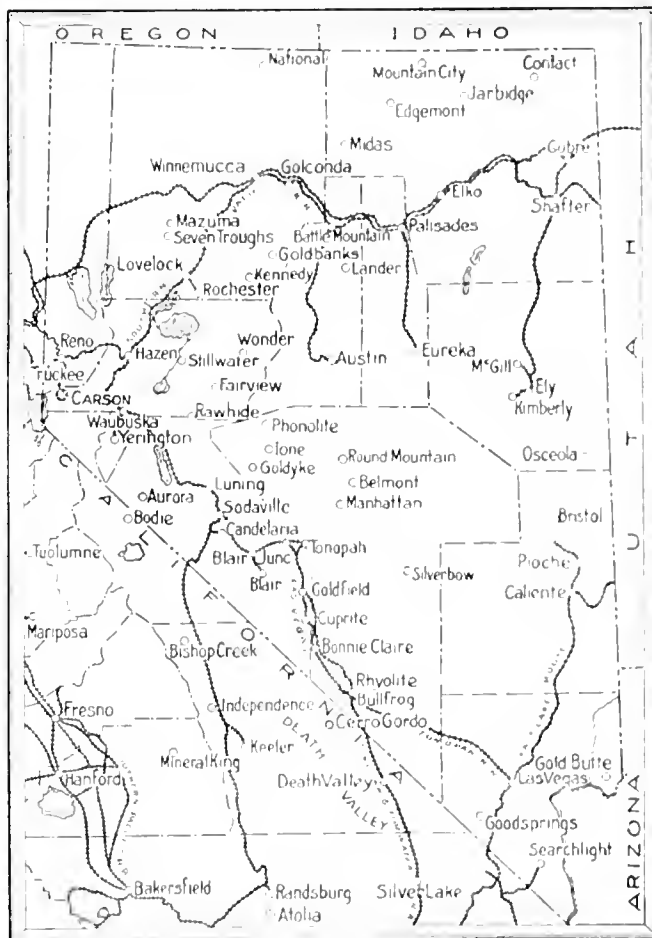 OREGON
IDAHO
National
Contact
Mountain City
Jarbidge
Edgemont
Midas
Cobre
Winnemucca
Golconda
Elko
Shafter
Mazuma
Seven Troughs
Battle Mountain
Palisades
Goldbanks
Lovelock
Kennedy
Lander
Rochester
Reno
Hazen
Wonder
Stillwater
Austin
Eureka
McGill
Truckee
Fairview
Ely
CARSON
Kimberly
Rawhide
Waubuska
Phonolite
Yerington
Ione
Round Mountain
Osceola
Goldyke
Belmont
Luning
Aurora
Manhattan
Sodaville
Bodie
Bristol
Candelaria
Tuolumne
Blair Junc
Tonopah
Pioche
Blair
Silverbow
Goldfield
Caliente
Cuprite
Mariposa
Bishop Creek
Bonnie Claire
Rhyolite
Bullfrog
Independence
Cerro Gordo
Fresno
DEATH
VALLEY
Keeler
Mineral King
Gold Butte
Hanford
Death Valley
Las Vegas
Goodsprings
Searchlight
Bakersfield
Randsburg
Silver Lake
Atolia
CALIFORNIA
UTAH
ARIZONA
SOUTHERN